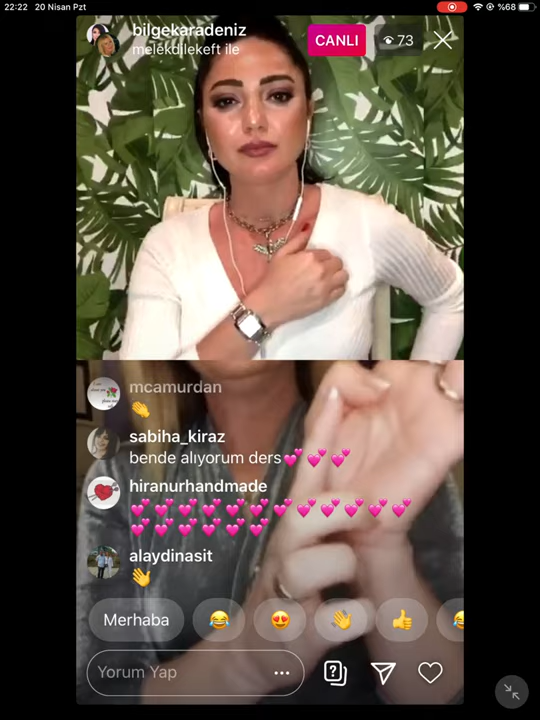 22:22 20 Nisan Pzt
%68
bilgekaradeniz
melekdilekeft ile
CANLI
73
mcamurdan
sabiha_kiraz
bende alıyorum ders
hiranurhandmade
alaydinasit
Merhaba
Yorum Yap